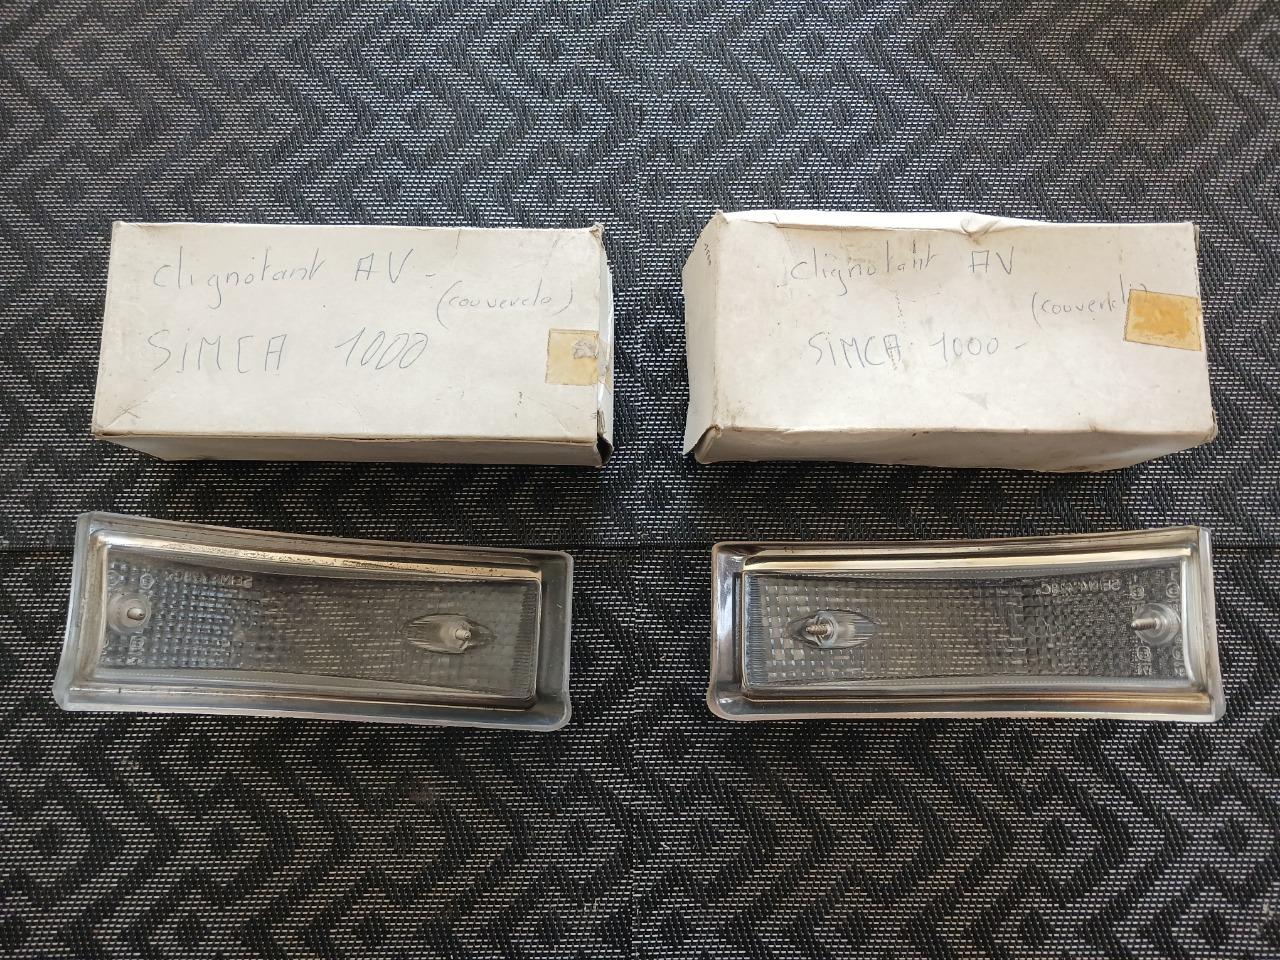 clignotant AV -
(couvercle)
SiMCA 1000
clignotant AV
(couvercle)
SiMCA 1000 -